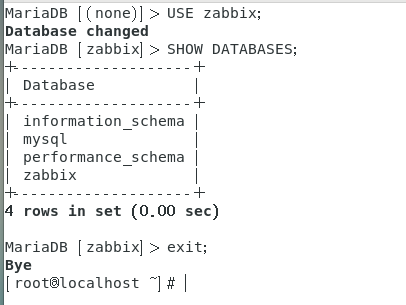 MariaDB [(none)]> USE zabbix;
Database changed
MariaDB [zabbix]> SHOW DATABASES;
+--------------------+
| Database           |
+--------------------+
| information_schema |
| mysql              |
| performance_schema |
| zabbix             |
+--------------------+
4 rows in set (0.00 sec)

MariaDB [zabbix]> exit;
Bye
[root@localhost ~]#